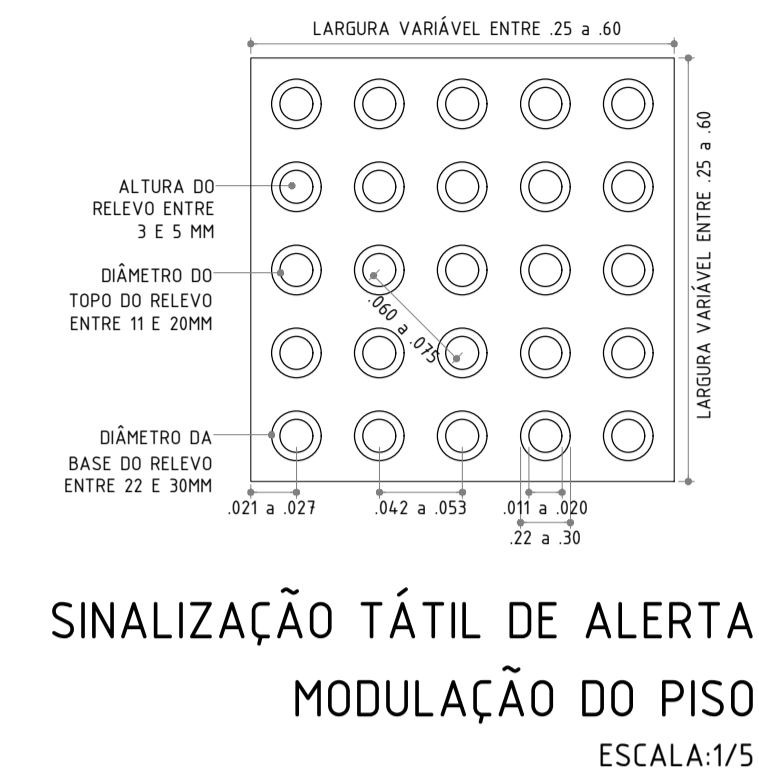 LARGURA VARIÁVEL ENTRE .25 a .60
LARGURA VARIÁVEL ENTRE .25 a .60
ALTURA DO
RELEVO ENTRE
3 E 5 MM
DIÂMETRO DO
TOPO DO RELEVO
ENTRE 11 E 20MM
.060 a .075
DIÂMETRO DA
BASE DO RELEVO
ENTRE 22 E 30MM
.021 a .027
.042 a .053
.011 a .020
.22 a .30
SINALIZAÇÃO TÁTIL DE ALERTA
MODULAÇÃO DO PISO
ESCALA:1/5